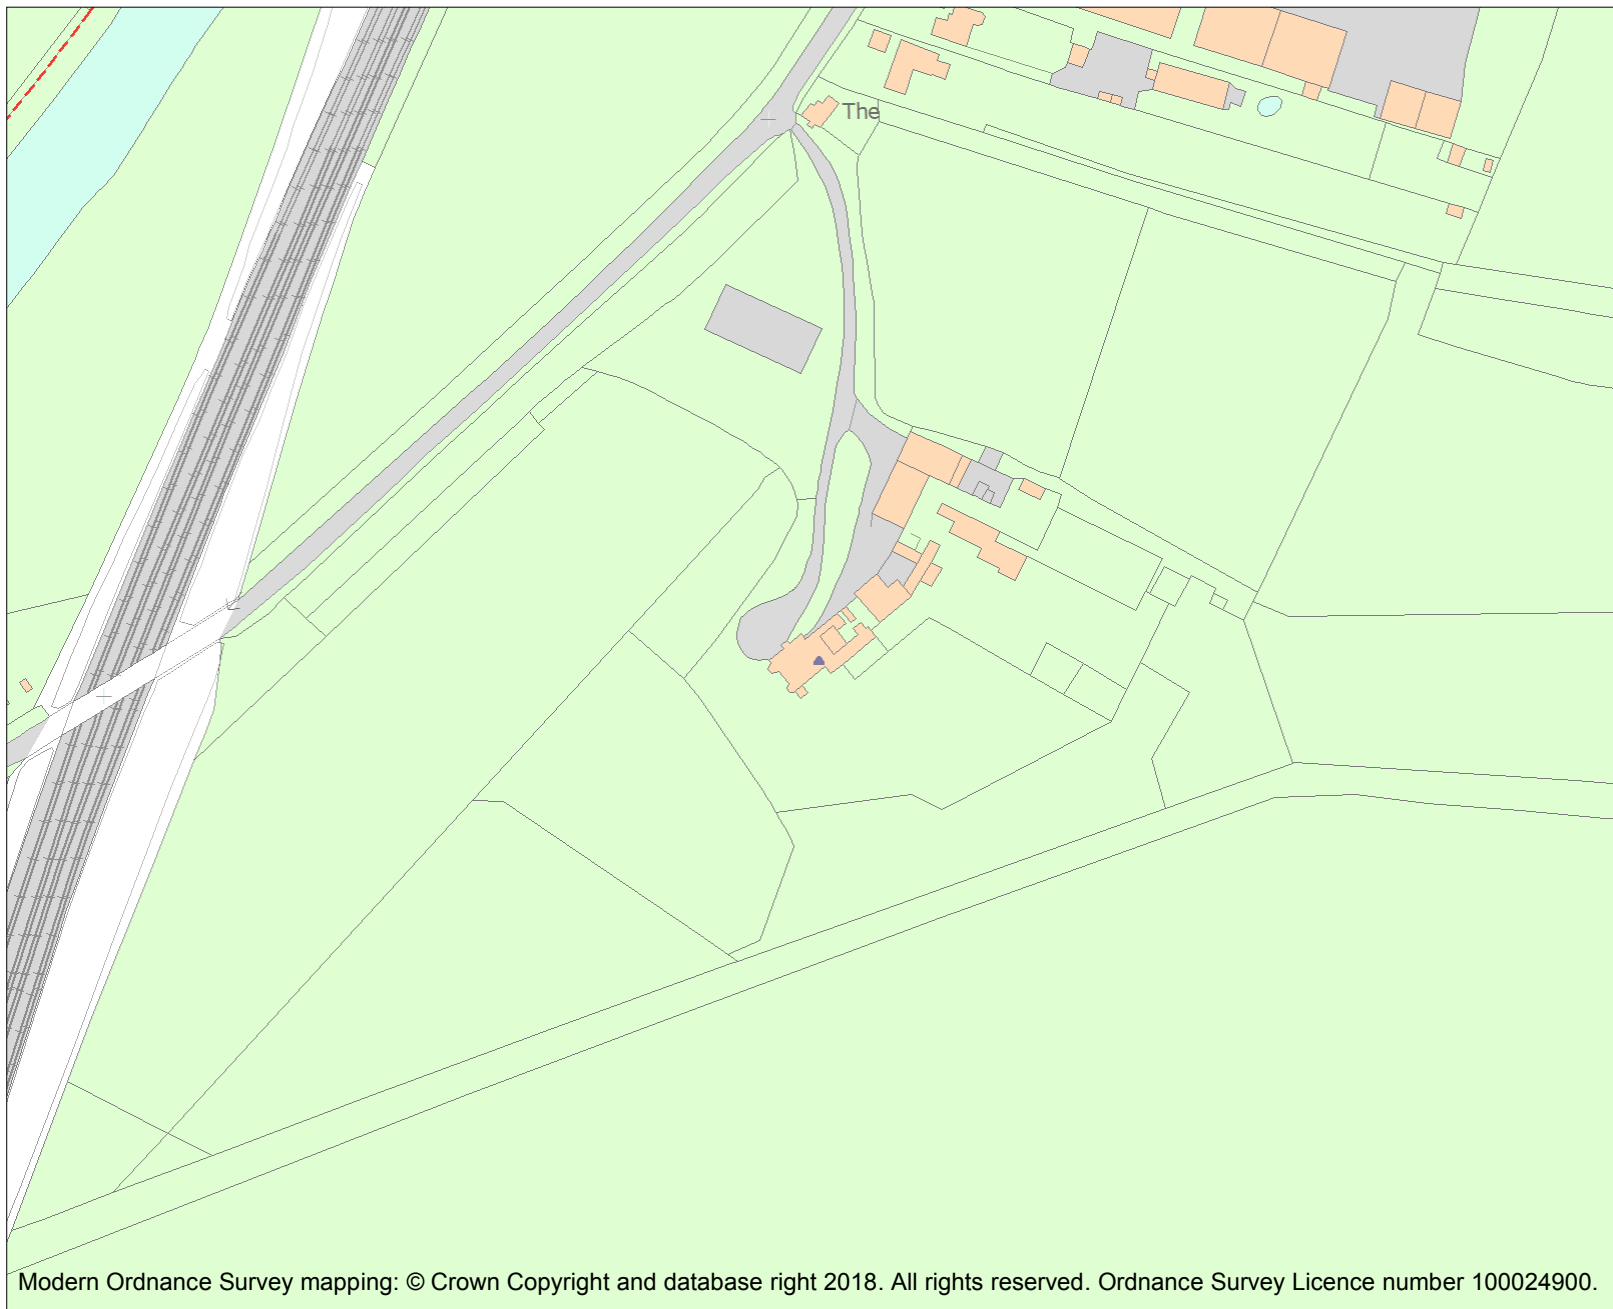 The
Modern Ordnance Survey mapping: © Crown Copyright and database right 2018. All rights reserved. Ordnance Survey Licence number 100024900.